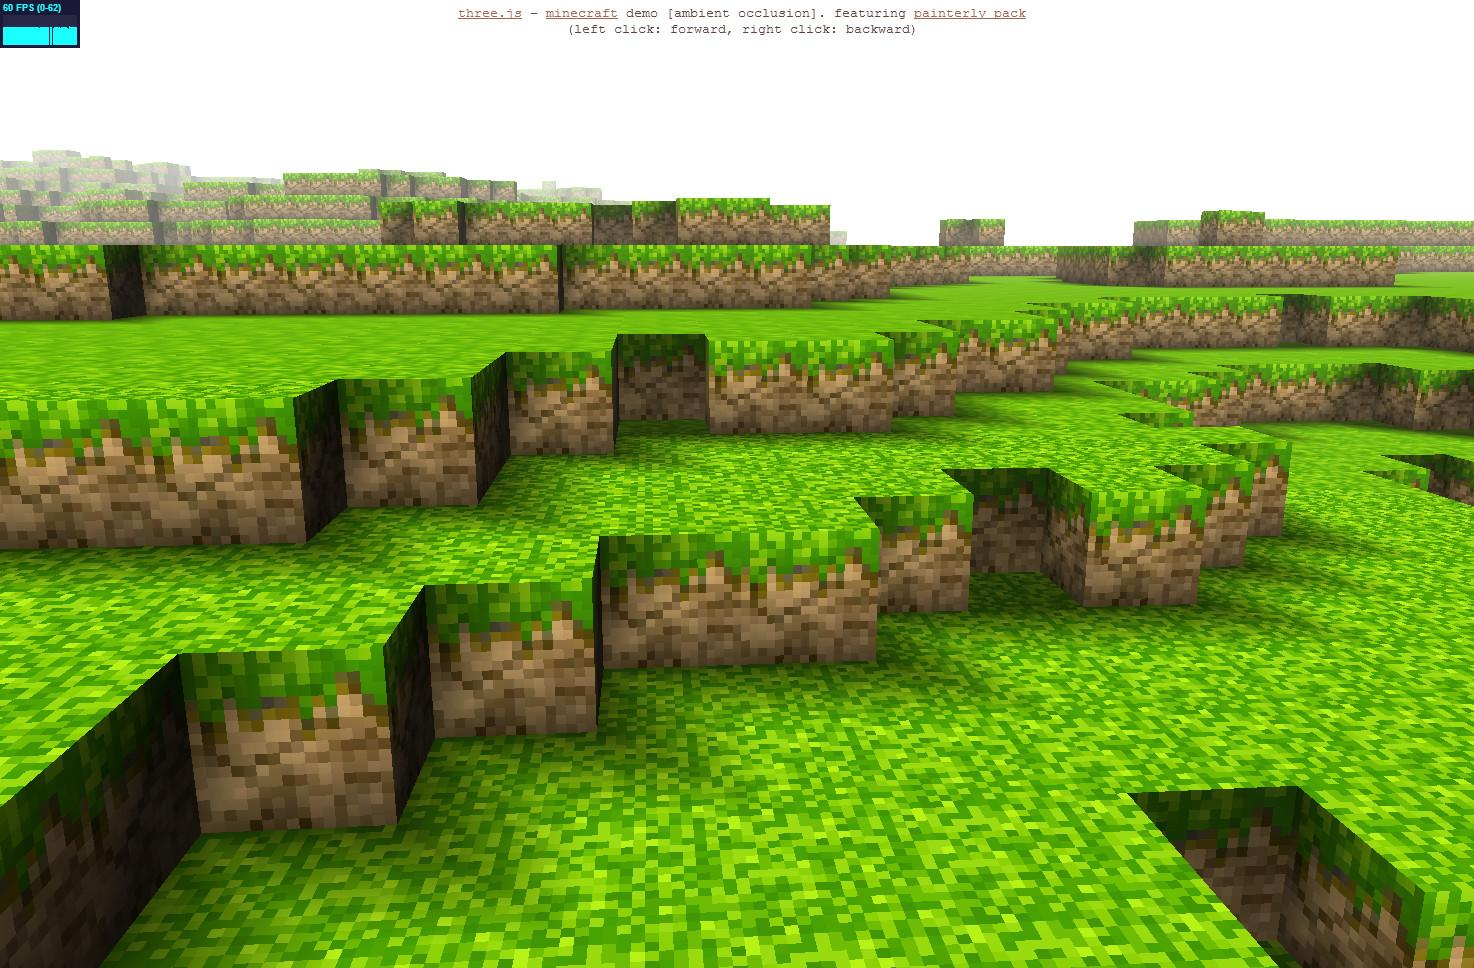 60 FPS (0-62)
three.js - minecraft demo [ambient occlusion]. featuring painterly pack
(left click: forward, right click: backward)